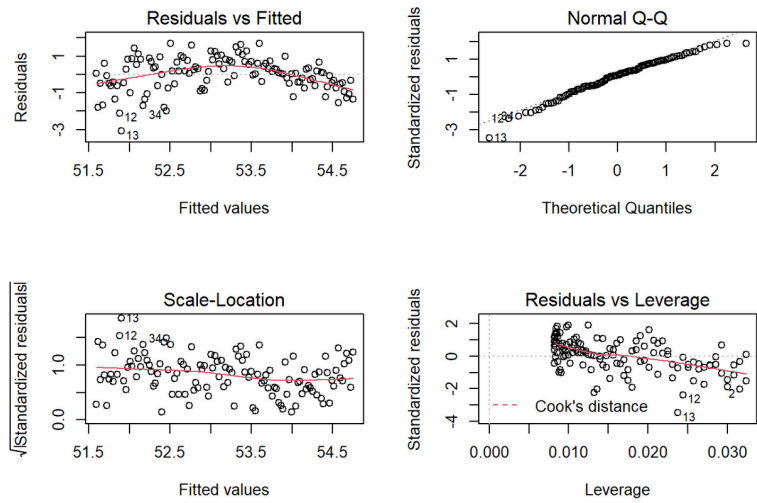 Residuals vs Fitted
Residuals
1
-1
-3
12
34
13
51.5 52.5 53.5 54.5
Fitted values
Normal Q-Q
Standardized residuals
1
-1
-3
1234
13
-2 -1 0 1 2
Theoretical Quantiles
Scale-Location
√|Standardized residuals|
1.0
0.0
13
12
34
51.5 52.5 53.5 54.5
Fitted values
Residuals vs Leverage
Standardized residuals
2
0
-2
-4
12
13
2
Cook's distance
0.000 0.010 0.020 0.030
Leverage